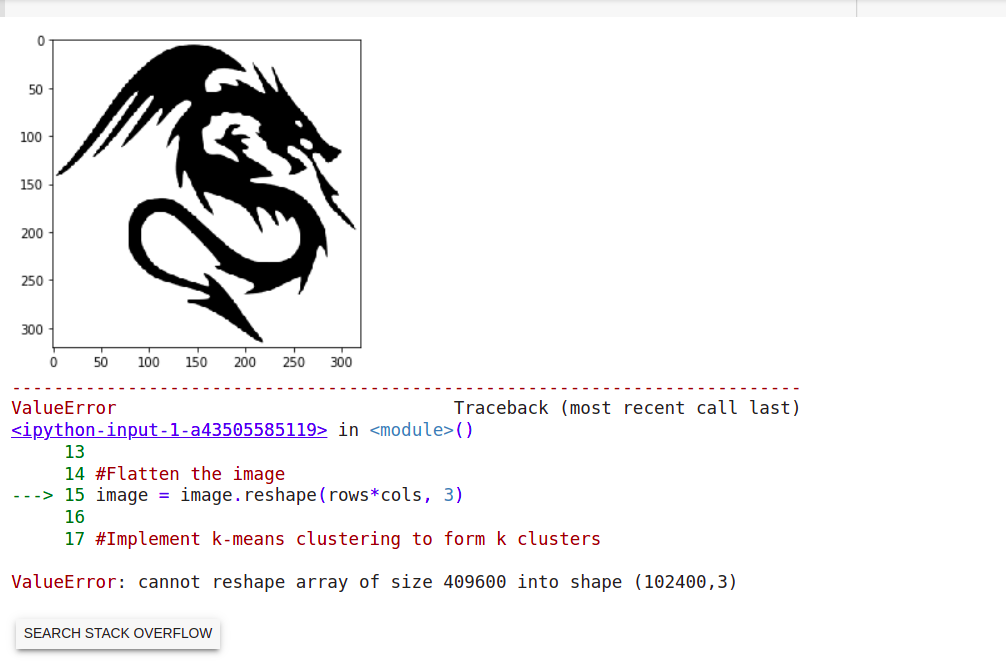 0
50
100
150
200
250
300
0 50 100 150 200 250 300
---------------------------------------------------------------------------
ValueError Traceback (most recent call last)
<ipython-input-1-a43505585119> in <module>()
13
14 #Flatten the image
---> 15 image = image.reshape(rows*cols, 3)
16
17 #Implement k-means clustering to form k clusters
ValueError: cannot reshape array of size 409600 into shape (102400,3)
SEARCH STACK OVERFLOW